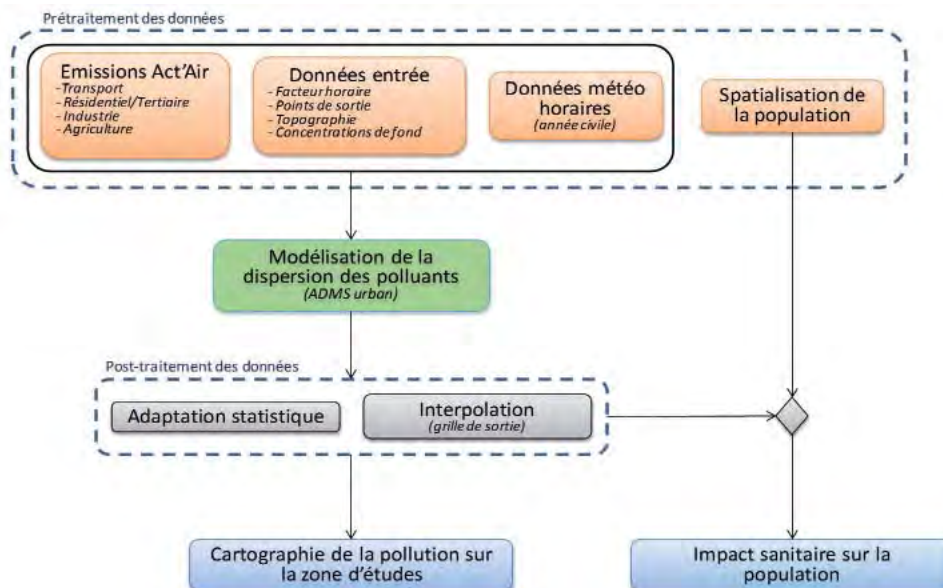 Prétraitement des données
Emissions Act'Air
- Transport
- Résidentiel/Tertiaire
- Industrie
- Agriculture
Données entrée
- Facteur horaire
- Points de sortie
- Topographie
- Concentrations de fond
Données météo
horaires
(année civile)
Spatialisation de
la population
Modélisation de la
dispersion des polluants
(ADMS urban)
Post-traitement des données
Adaptation statistique
Interpolation
(grille de sortie)
Cartographie de la pollution sur
la zone d'études
Impact sanitaire sur la
population